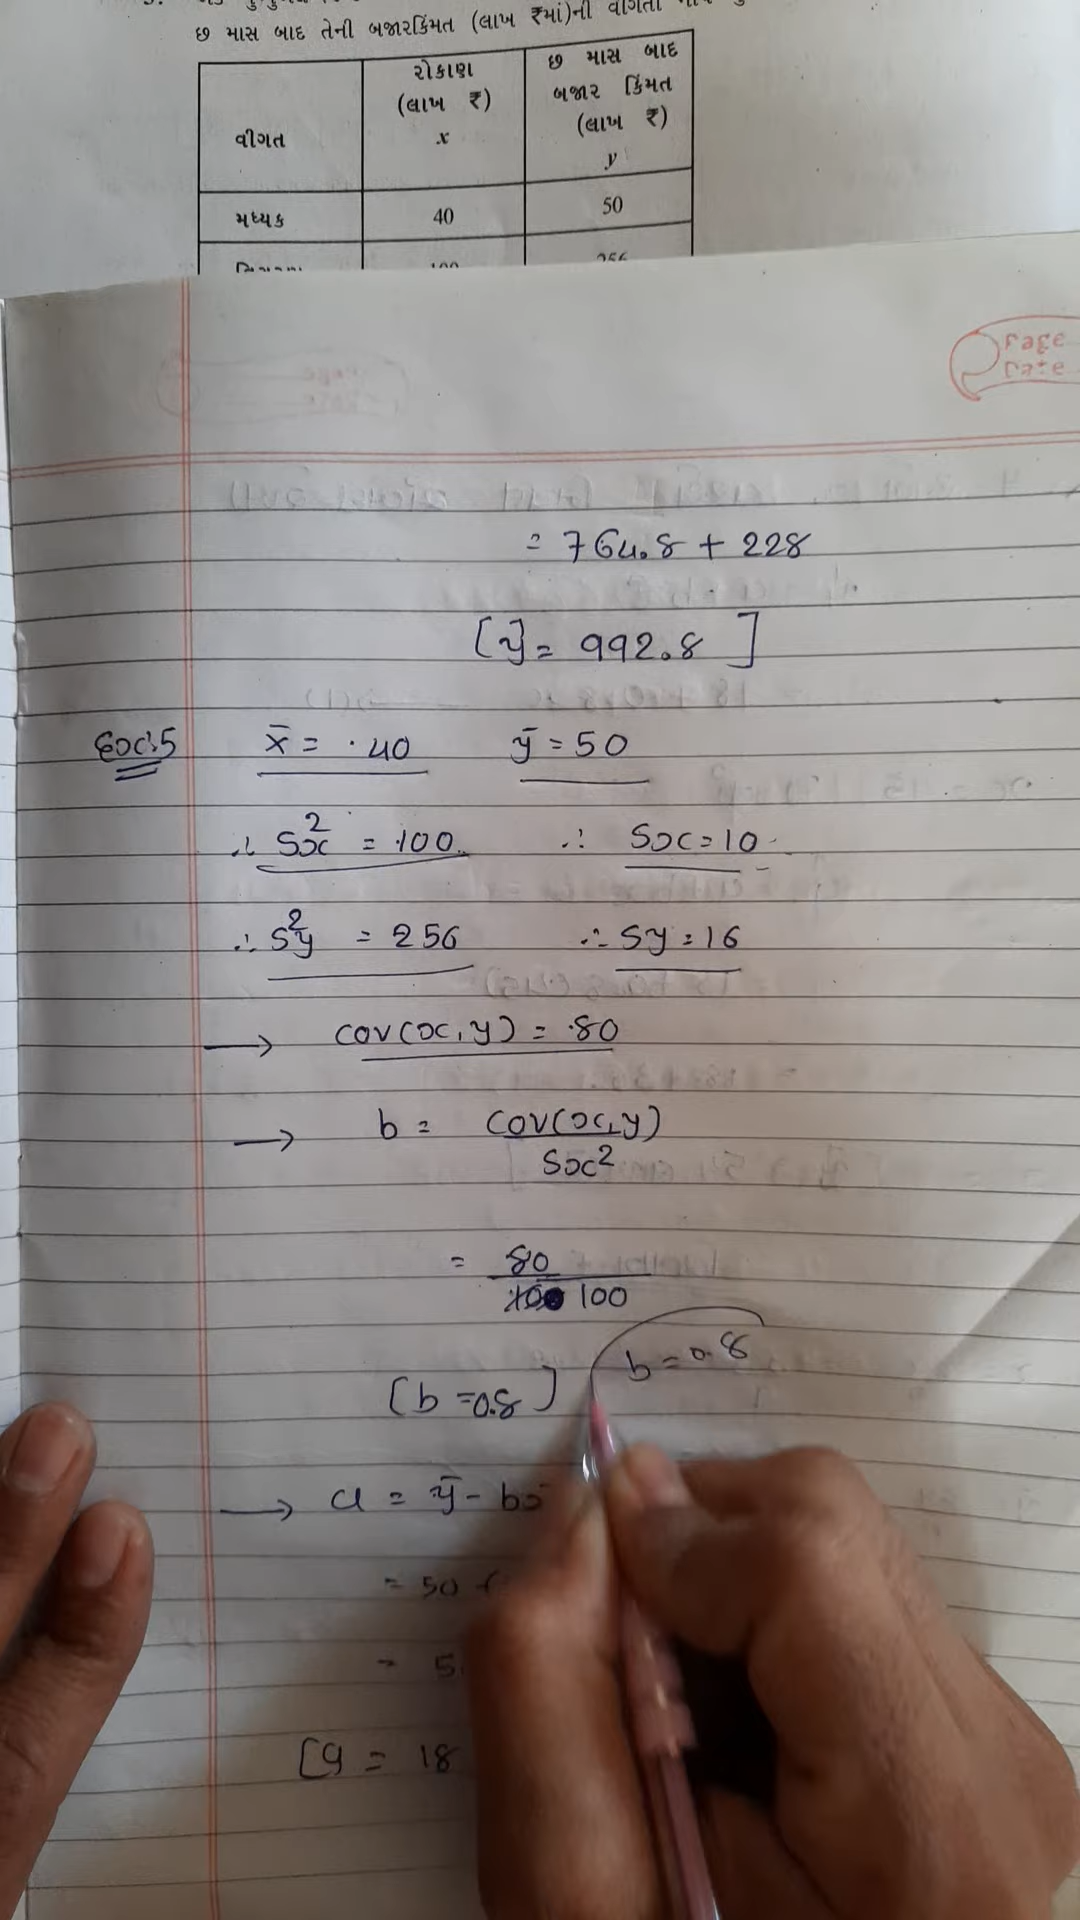 છ માસ બાદ તેની બજારકિંમત (લાખ ₹માં)ની વીગતો
વીગત
રોકાણ
(લાખ ₹)
x
છ માસ બાદ
બજાર કિંમત
(લાખ ₹)
y
મધ્યક 40 50
Page
Date
= 764.8 + 228
[ŷ = 992.8 ]
x̄ = 40 ȳ = 50
∴ Sx² = 100 ∴ Sx = 10
∴ S²y = 256 ∴ Sy = 16
→ cov(x, y) = 80
→ b = cov(x,y)
Sx²
= 80
100
[b = 0.8] b = 0.8
→ a = ȳ - b
= 50
= 5
[a = 18